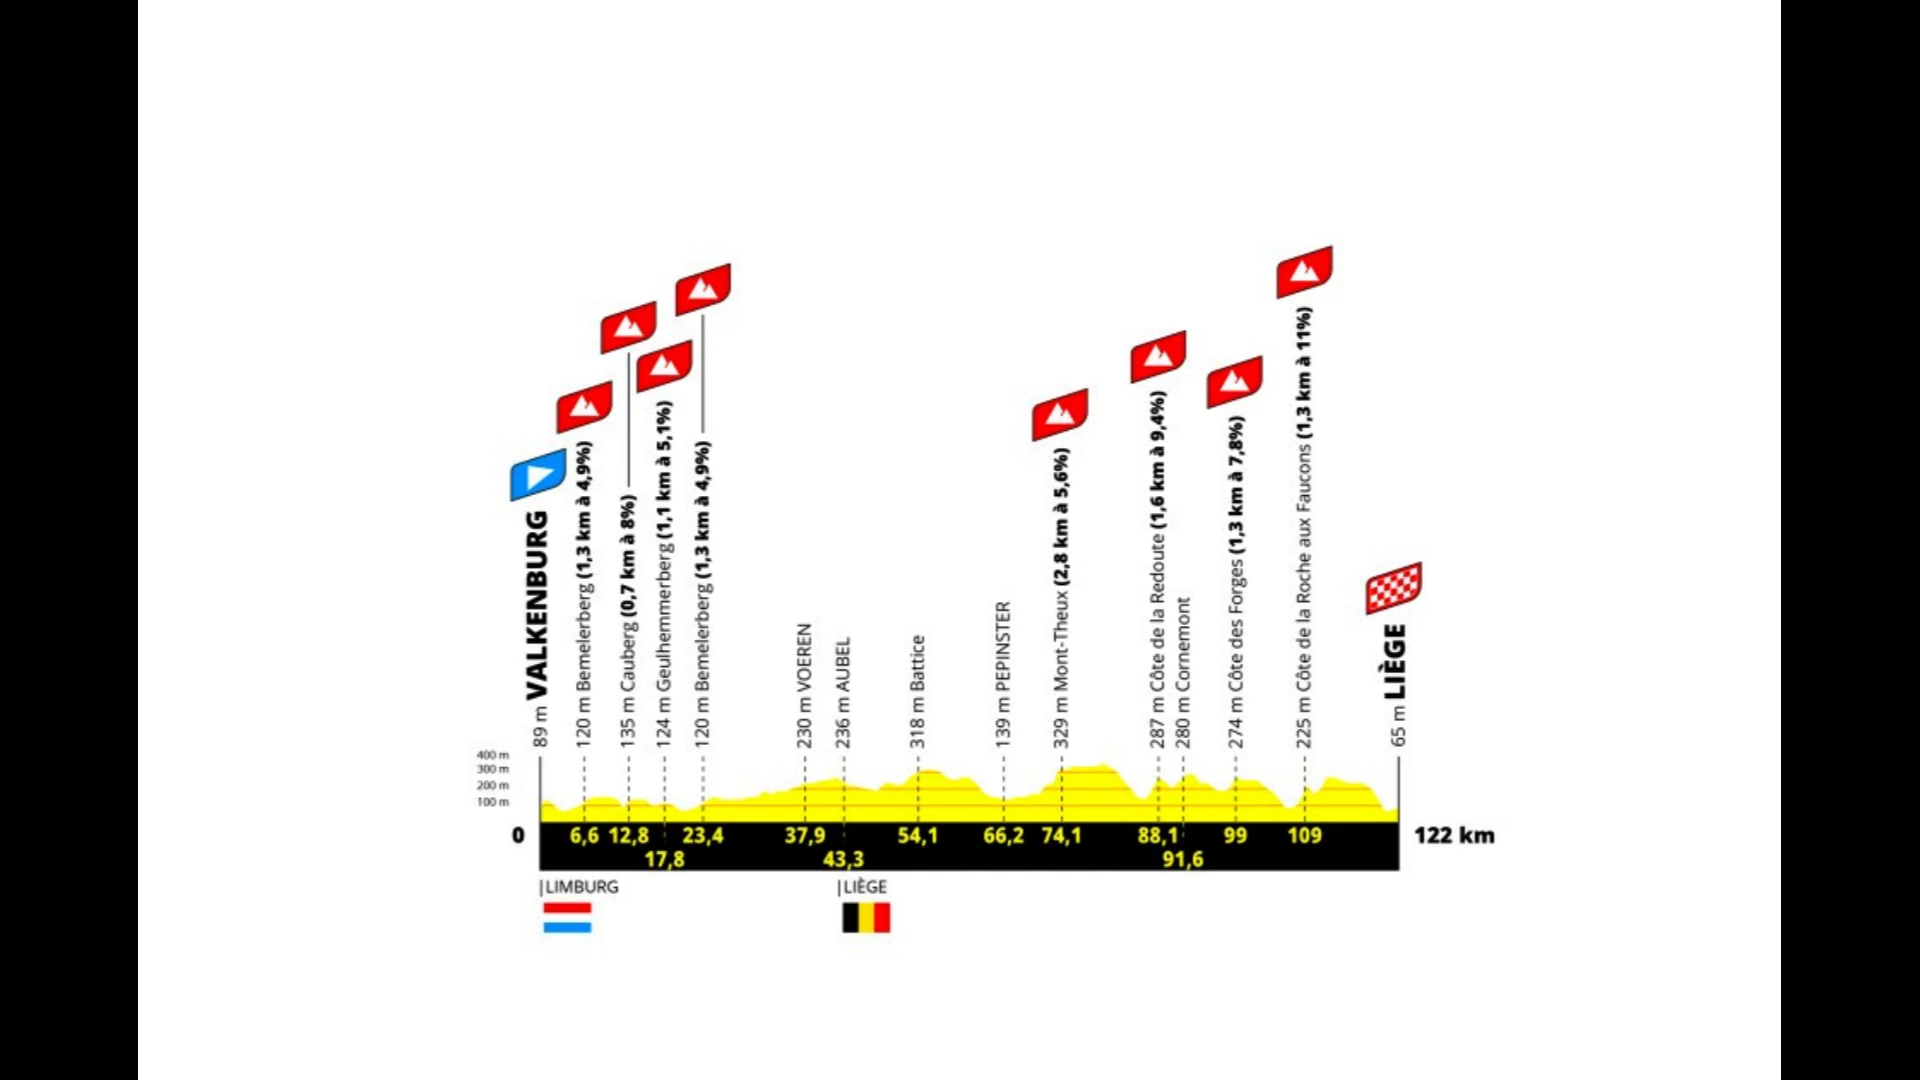 89 m VALKENBURG
120 m Bemelerberg (1,3 km à 4,9%)
135 m Cauberg (0,7 km à 8%)
124 m Geulhemmerberg (1,1 km à 5,1%)
120 m Bemelerberg (1,3 km à 4,9%)
230 m VOEREN
236 m AUBEL
318 m Battice
139 m PEPINSTER
329 m Mont-Theux (2,8 km à 5,6%)
287 m Côte de la Redoute (1,6 km à 9,4%)
280 m Cornemont
274 m Côte des Forges (1,3 km à 7,8%)
225 m Côte de la Roche aux Faucons (1,3 km à 11%)
65 m LIÈGE
400 m
300 m
200 m
100 m
0 6,6 12,8 23,4 37,9 54,1 66,2 74,1 88,1 99 109 122 km
17,8 43,3 91,6
|LIMBURG |LIÈGE